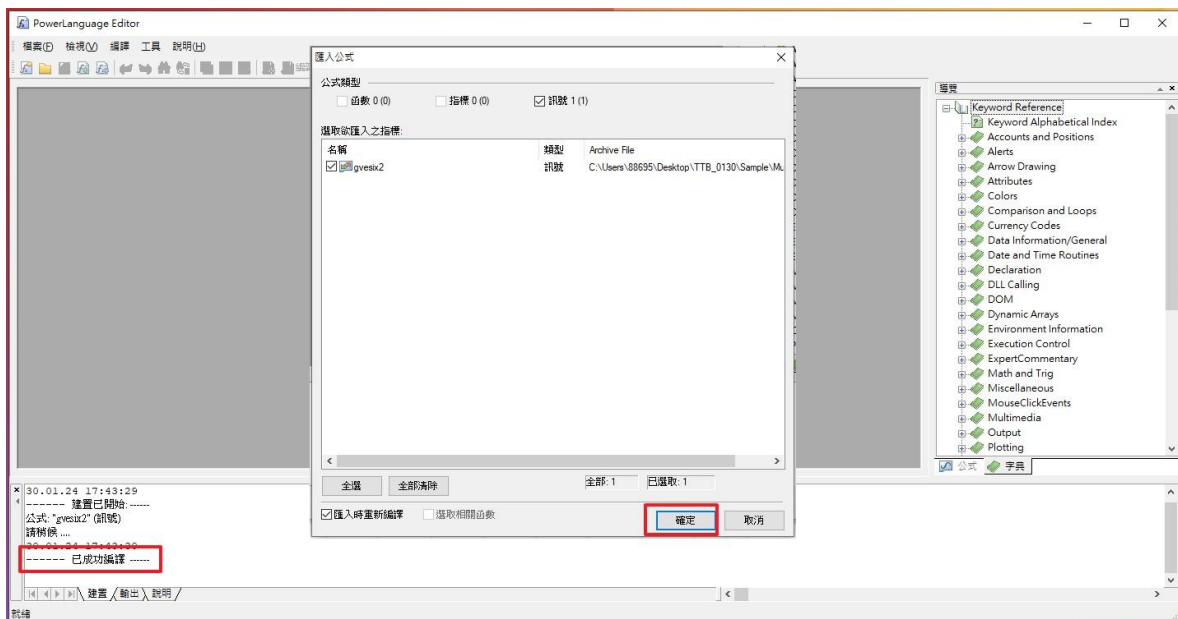 PowerLanguage Editor
檔案(F) 檢視(V) 編譯 工具 說明(H)
匯入公式
公式類型
函數 0 (0) 指標 0 (0) 訊號 1 (1)
選取欲匯入之指標:
名稱 類型 Archive File
gvesix2 訊號 C:\Users\88695\Desktop\TTB_0130\Sample\Mu
全選 全部清除 全部: 1 已選取: 1
匯入時重新編譯 選取相關函數 確定 取消
導覽
Keyword Reference
Keyword Alphabetical Index
Accounts and Positions
Alerts
Arrow Drawing
Attributes
Colors
Comparison and Loops
Currency Codes
Data Information/General
Date and Time Routines
Declaration
DLL Calling
DOM
Dynamic Arrays
Environment Information
Execution Control
ExpertCommentary
Math and Trig
Miscellaneous
MouseClickEvents
Multimedia
Output
Plotting
公式 字典
30.01.24 17:43:29
------ 建置已開始: ------
公式: "gvesix2" (訊號)
請稍候 ....
30.01.24 17:43:30
------ 已成功編譯 ------
建置 輸出 說明
就緒